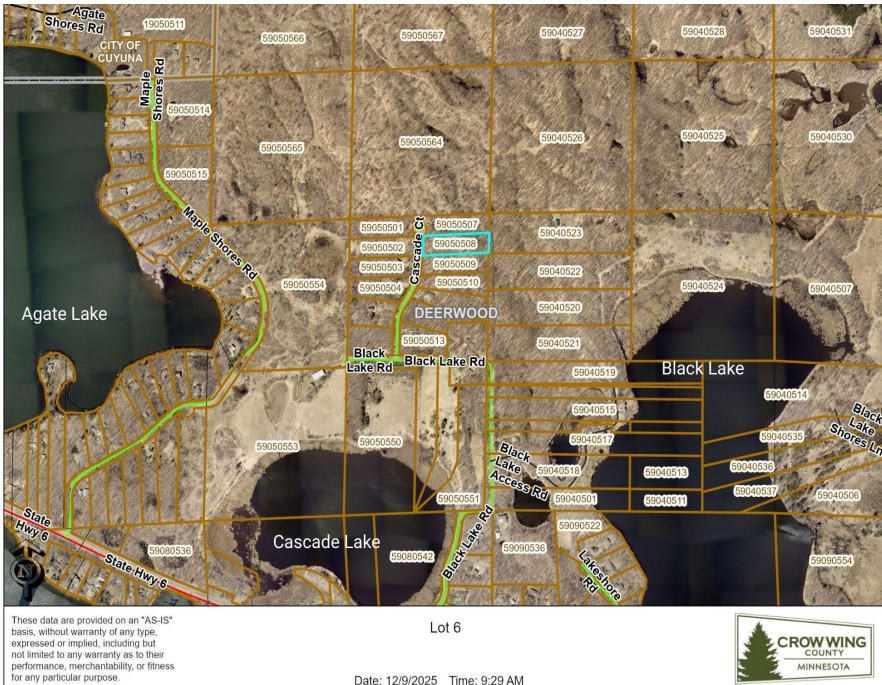 Agate
Shores Rd
19050511
59050566
59050567
59040527
59040528
59040531
CITY OF
CUYUNA
Maple
Shores Rd
59050514
59050565
59050564
59040526
59040525
59040530
59050515
Maple Shores Rd
59050501
59050507
Cascade Ct
59050502
59050508
59040523
59050503
59050509
59040522
59050554
59050504
59050510
59040524
59040507
Agate Lake
DEERWOOD
59040520
59050513
59040521
Black
Lake Rd
Black Lake Rd
59040519
Black Lake
59040514
59040515
Black
Lake
Shores Ln
59050553
59050550
59040517
59040535
Black
Lake
Access Rd
59040518
59040513
59040536
59050551
59040501
59040511
59040537
59040506
State
Hwy 6
59080536
State Hwy 6
Cascade Lake
59080542
Black Lake Rd
59090536
59090522
Lakeshore
Rd
59090554
N
These data are provided on an "AS-IS"
basis, without warranty of any type,
expressed or implied, including but
not limited to any warranty as to their
performance, merchantability, or fitness
for any particular purpose.
Lot 6
Date: 12/9/2025 Time: 9:29 AM
CROW WING
COUNTY
MINNESOTA